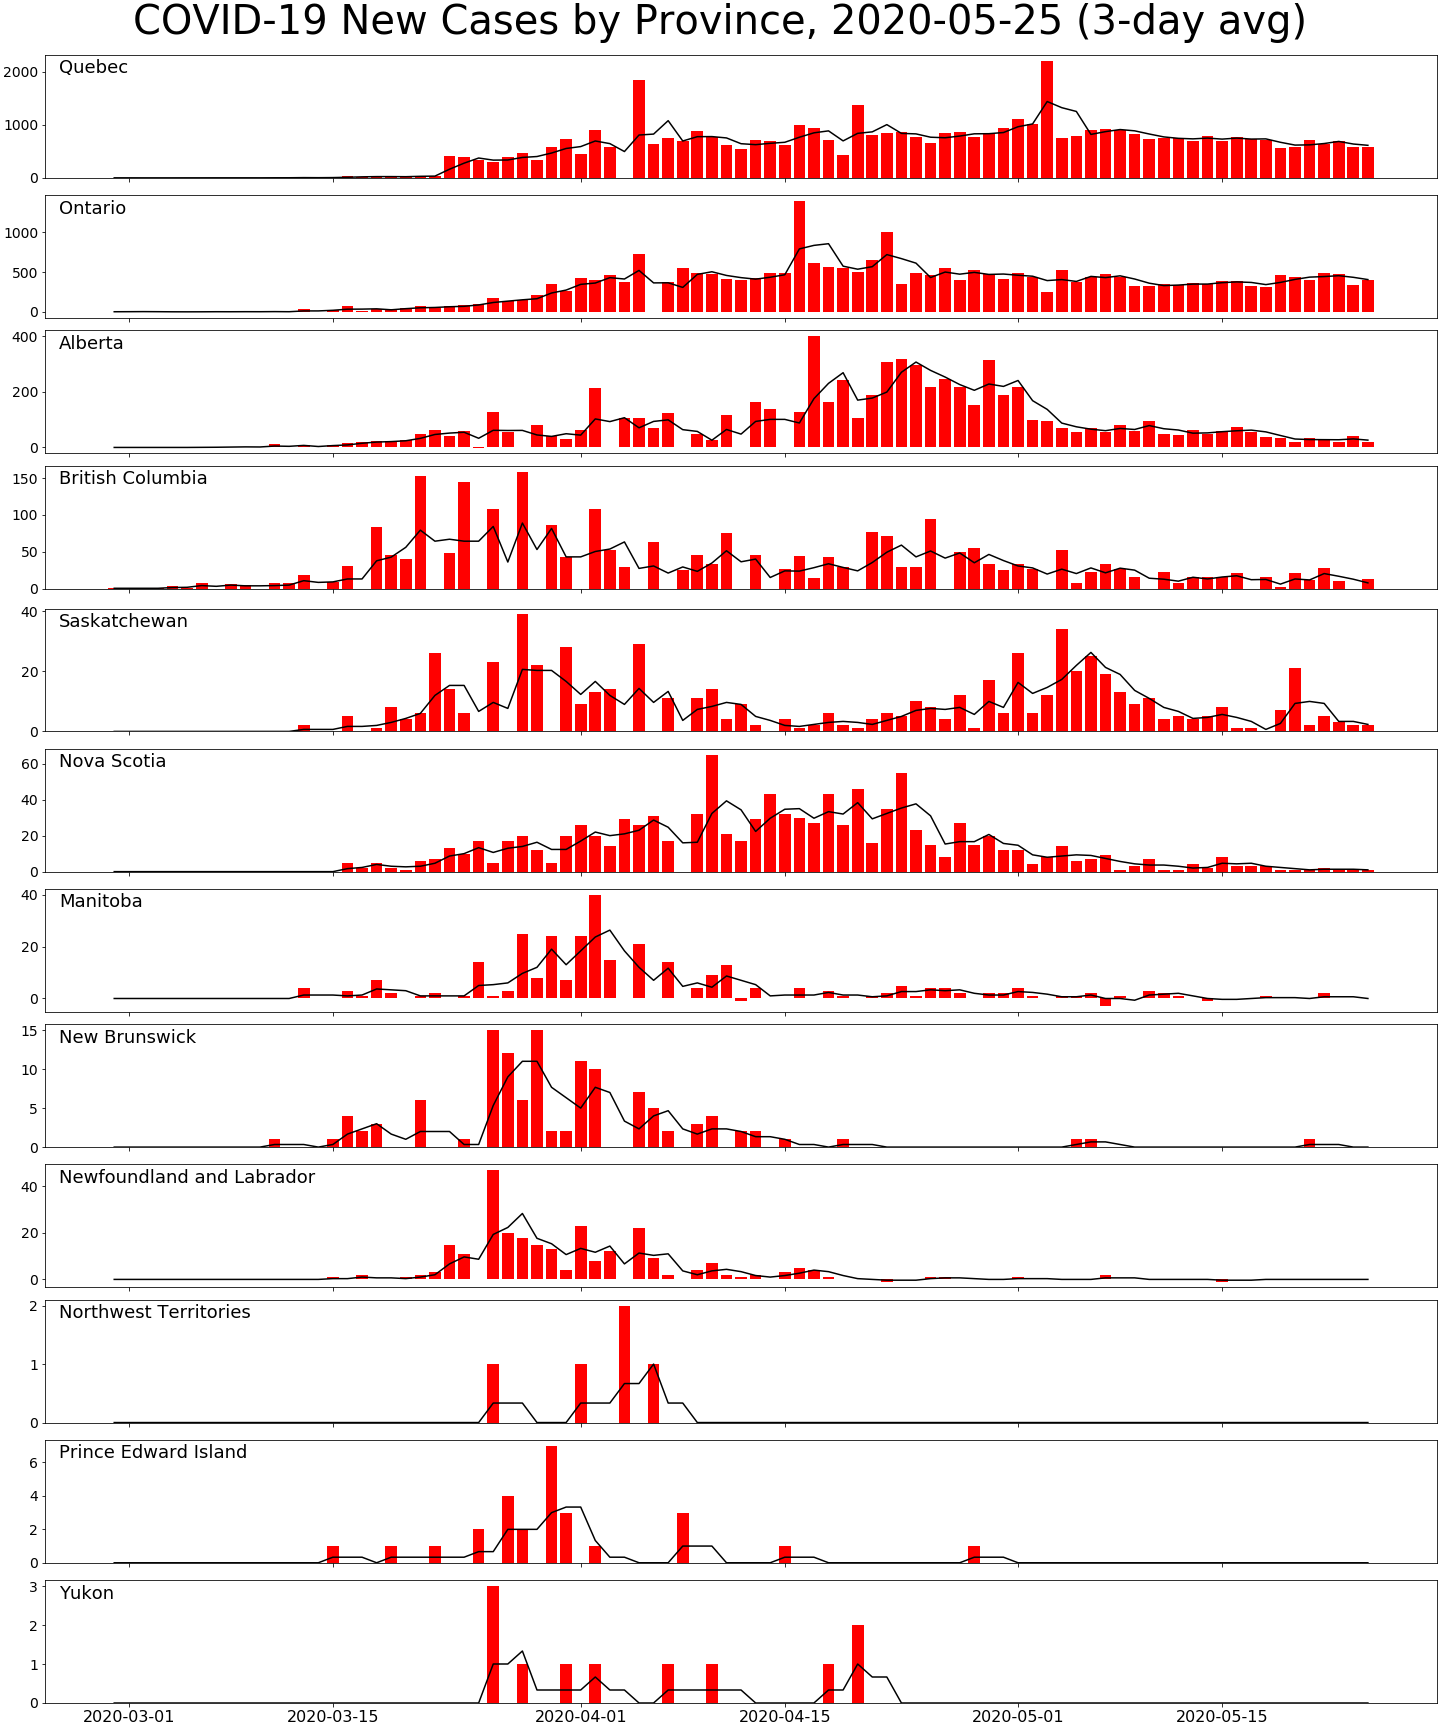 COVID-19 New Cases by Province, 2020-05-25 (3-day avg)
Quebec
2000
1000
0
Ontario
1000
500
0
Alberta
400
200
0
British Columbia
150
100
50
0
Saskatchewan
40
20
0
Nova Scotia
60
40
20
0
Manitoba
40
20
0
New Brunswick
15
10
5
0
Newfoundland and Labrador
40
20
0
Northwest Territories
2
1
0
Prince Edward Island
6
4
2
0
Yukon
3
2
1
0
2020-03-01 2020-03-15 2020-04-01 2020-04-15 2020-05-01 2020-05-15